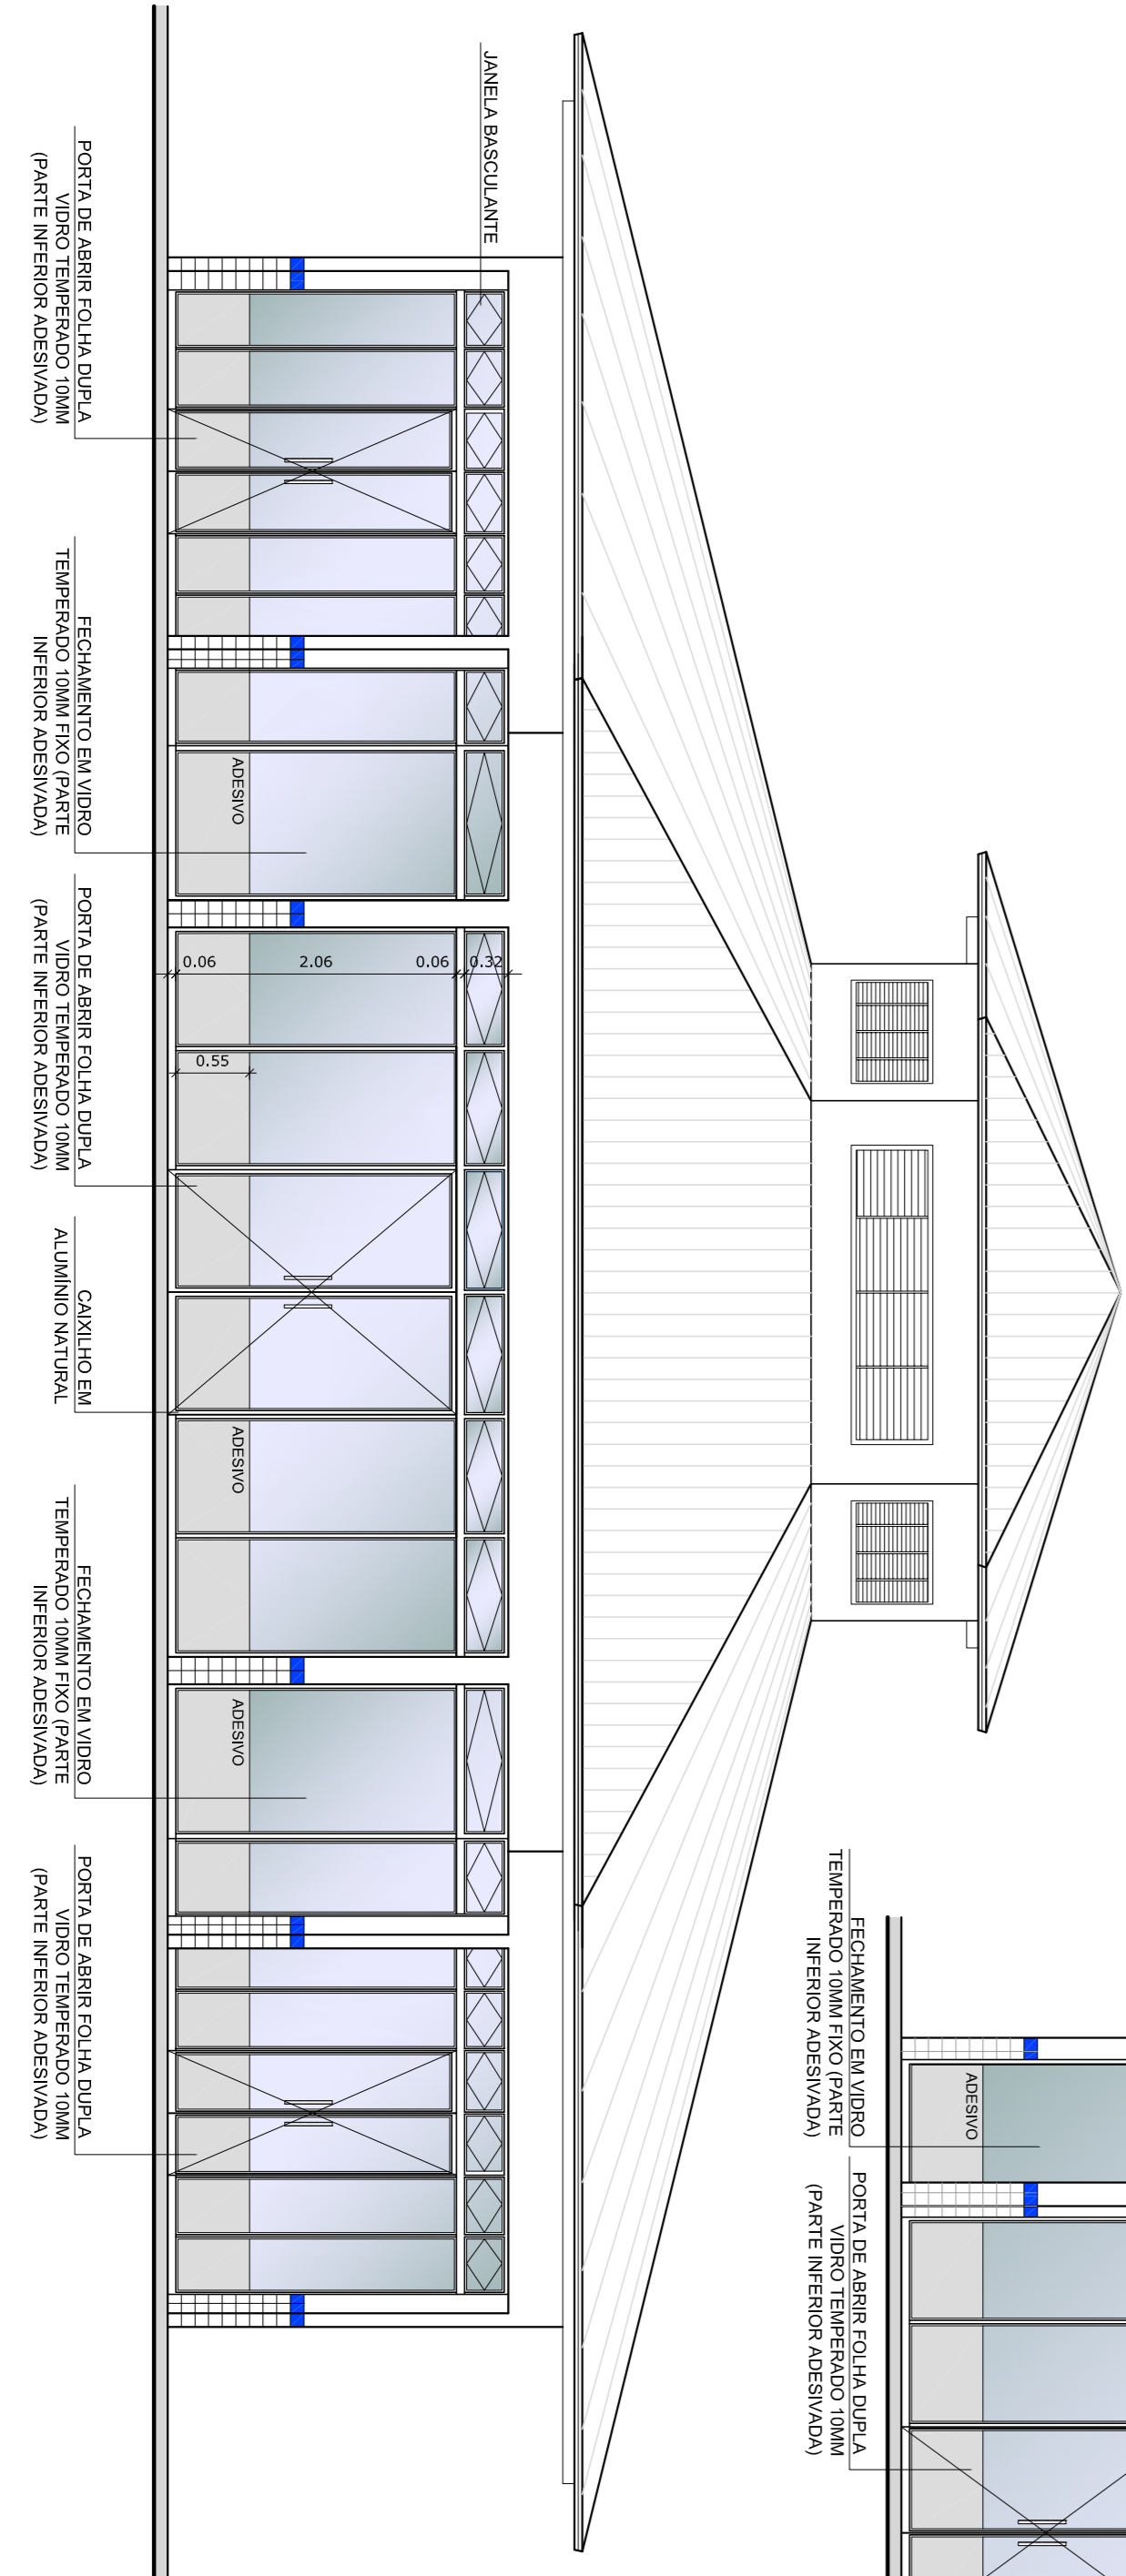 JANELA BASCULANTE
PORTA DE ABRIR FOLHA DUPLA
VIDRO TEMPERADO 10MM
(PARTE INFERIOR ADESIVADA)
FECHAMENTO EM VIDRO
TEMPERADO 10MM FIXO (PARTE
INFERIOR ADESIVADA)
ADESIVO
PORTA DE ABRIR FOLHA DUPLA
VIDRO TEMPERADO 10MM
(PARTE INFERIOR ADESIVADA)
0.06
2.06
0.06
0.32
0.55
CAIXILHO EM
ALUMÍNIO NATURAL
ADESIVO
FECHAMENTO EM VIDRO
TEMPERADO 10MM FIXO (PARTE
INFERIOR ADESIVADA)
ADESIVO
PORTA DE ABRIR FOLHA DUPLA
VIDRO TEMPERADO 10MM
(PARTE INFERIOR ADESIVADA)
FECHAMENTO EM VIDRO
TEMPERADO 10MM FIXO (PARTE
INFERIOR ADESIVADA)
ADESIVO
PORTA DE ABRIR FOLHA DUPLA
VIDRO TEMPERADO 10MM
(PARTE INFERIOR ADESIVADA)